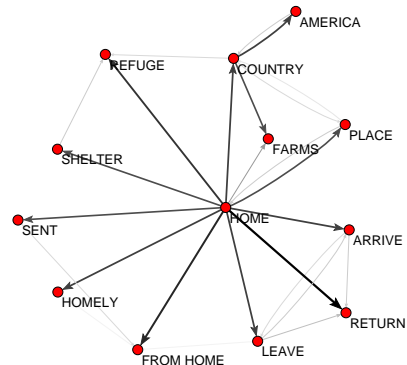 AMERICA
REFUGE
COUNTRY
PLACE
FARMS
SHELTER
HOME
SENT
ARRIVE
HOMELY
RETURN
LEAVE
FROM HOME